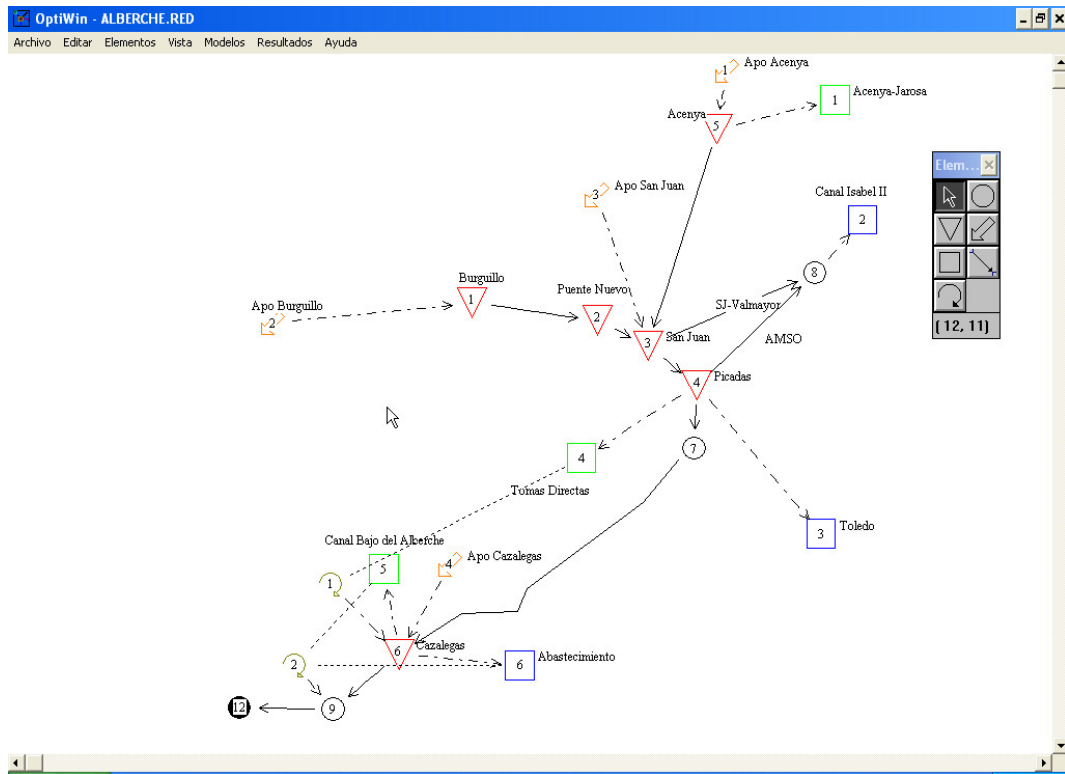 OptiWin - ALBERCHE.RED
Archivo Editar Elementos Vista Modelos Resultados Ayuda
1 Apo Acenya
Acenya 5
1 Acenya-Jarosa
Elem...
3 Apo San Juan
Canal Isabel II
2
8
Burguillo
1
Puente Nuevo
2
Apo Burguillo
2
SJ-Valmayor
(12, 11)
3 San Juan
AMSO
4 Picadas
7
4
Tomas Directas
3 Toledo
Canal Bajo del Alberche
5
4 Apo Cazalegas
1
6 Cazalegas
2
6 Abastecimiento
12
9